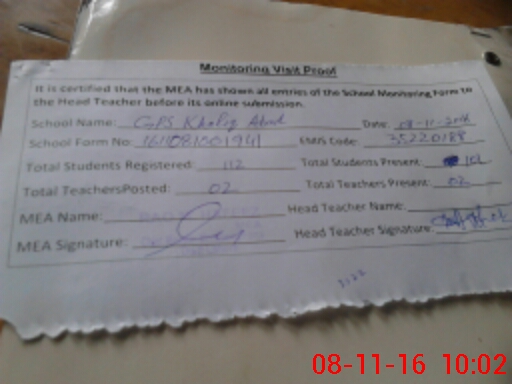 Monitoring Visit Proof
It is certified that the MEA has shown all entries of the School Monitoring Form to
the Head Teacher before its online submission.
School Name: GPS Khaliq Abad Date: 08-11-2016
School Form No: EMIS Code: 35220188
Total Students Registered: 112 Total Students Present: 102
Total TeachersPosted: 02 Total Teachers Present: 02
MEA Name: Head Teacher Name:
MEA Signature: Head Teacher Signature:
3122
08-11-16 10:02